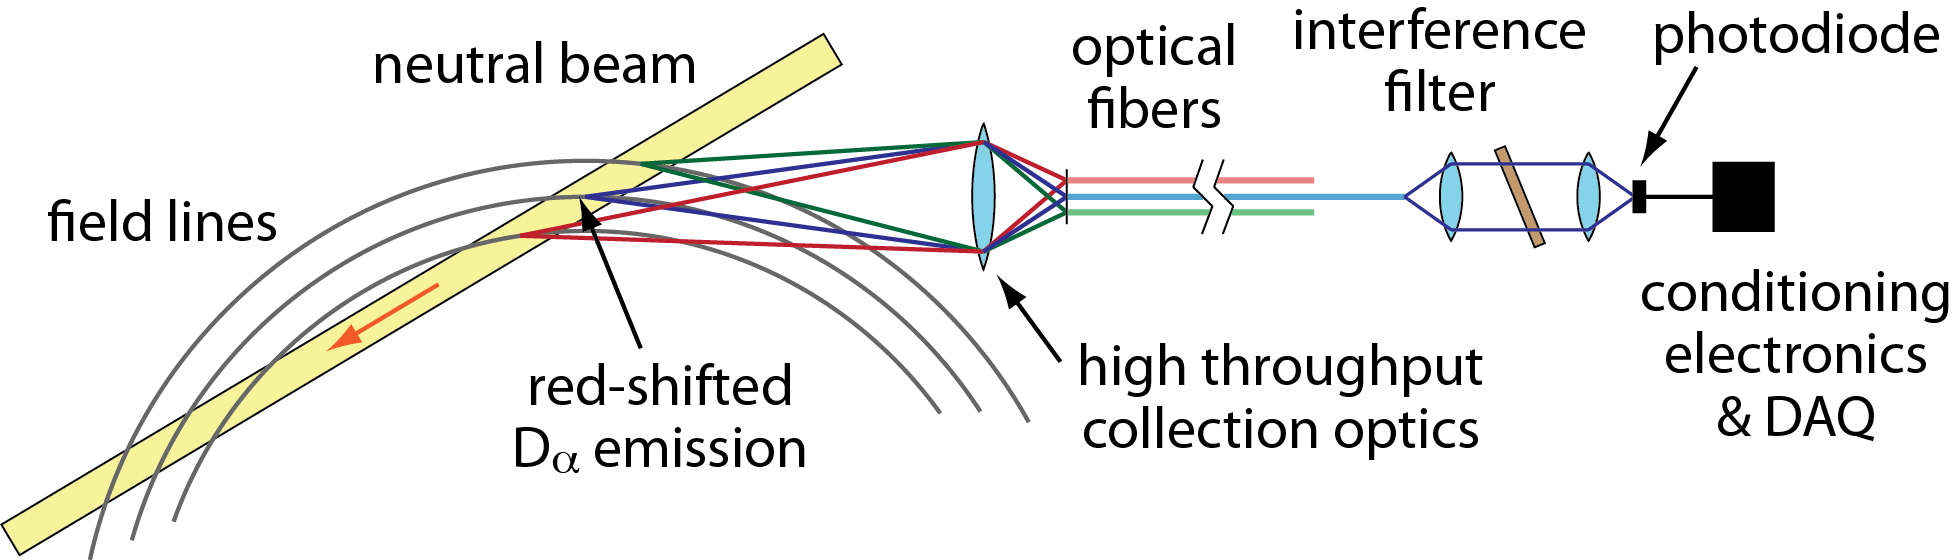 neutral beam
field lines
red-shifted
Dα emission
optical
fibers
high throughput
collection optics
interference
filter
photodiode
conditioning
electronics
& DAQ